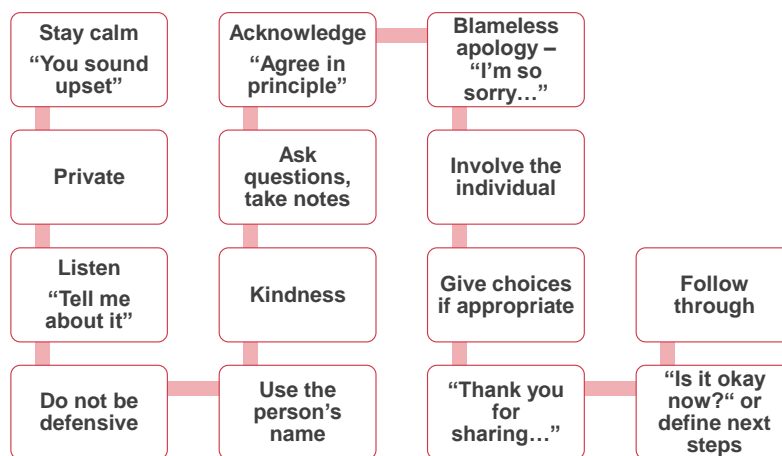 Stay calm
“You sound
upset”
Private
Listen
“Tell me
about it”
Do not be
defensive
Use the
person’s
name
Kindness
Ask
questions,
take notes
Acknowledge
“Agree in
principle”
Blameless
apology –
“I’m so
sorry…”
Involve the
individual
Give choices
if appropriate
“Thank you
for
sharing…”
“Is it okay
now?“ or
define next
steps
Follow
through